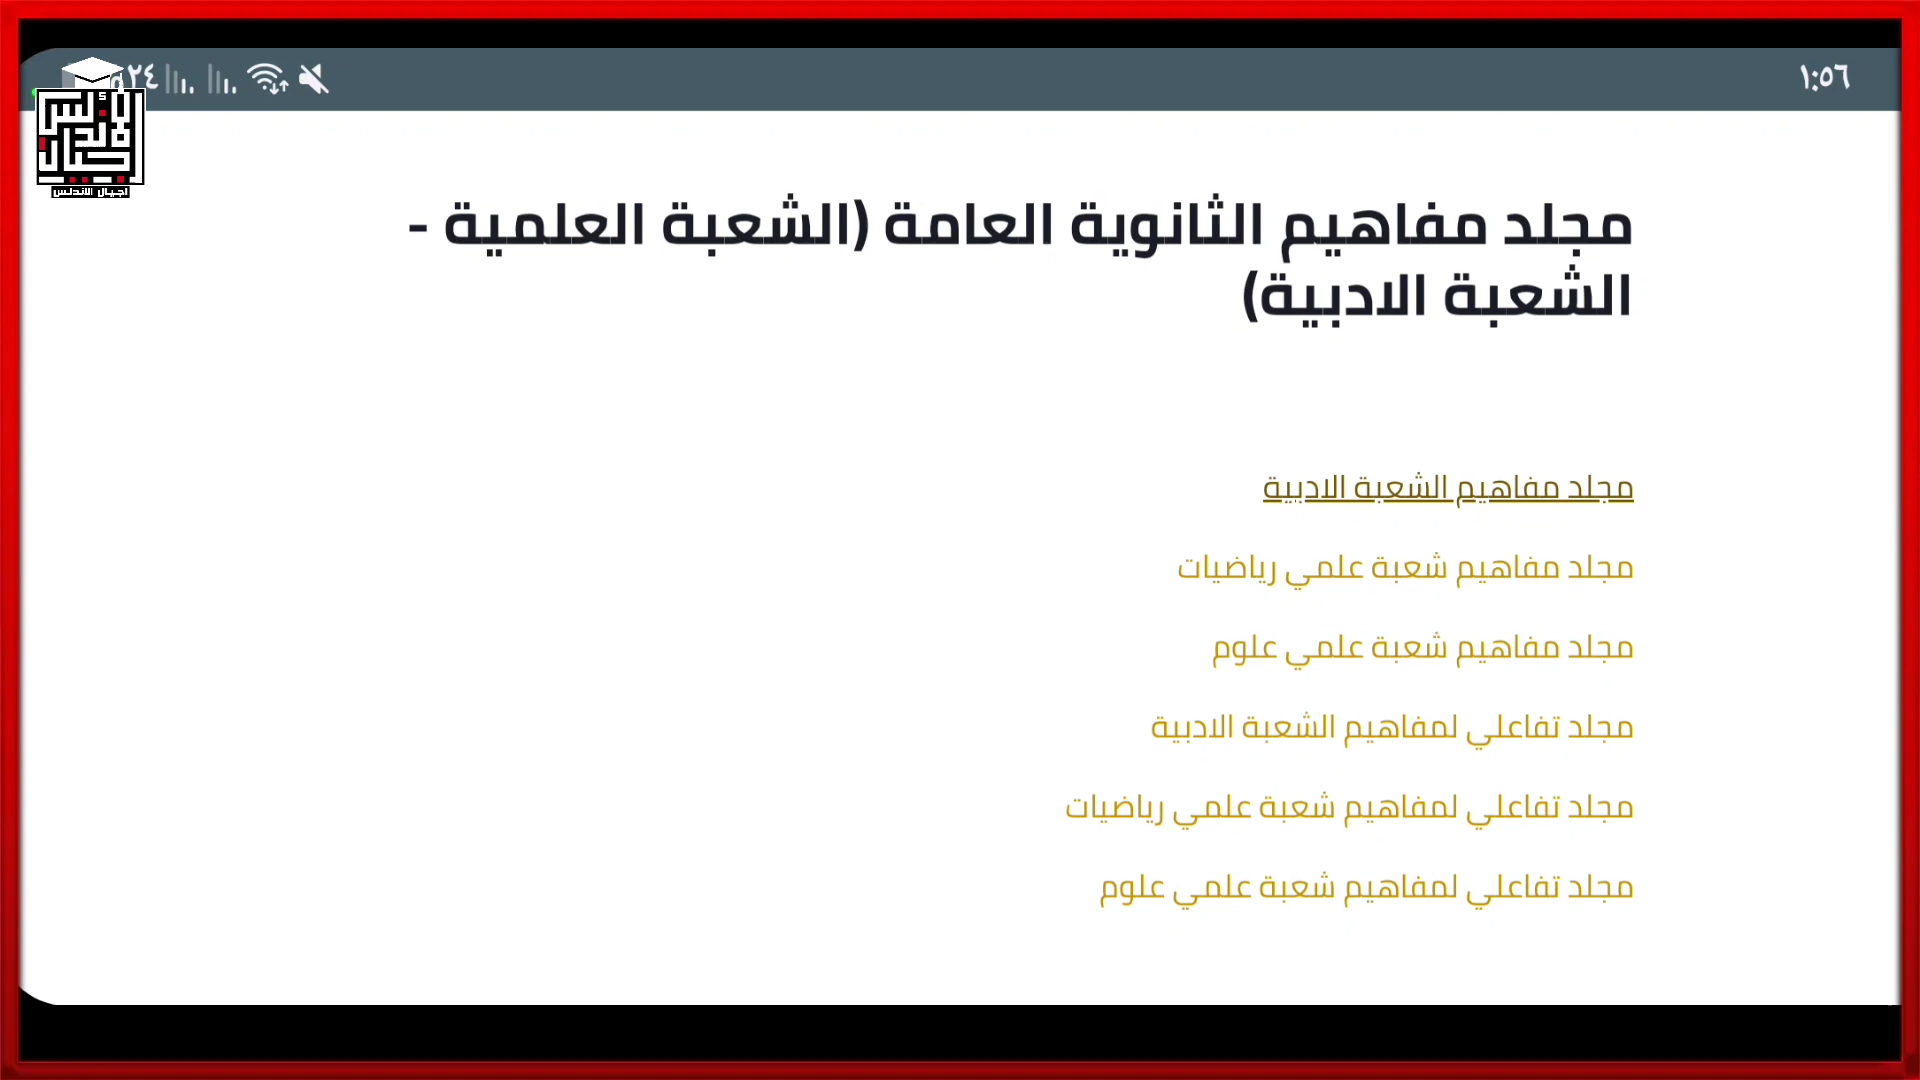 ١:٥٦
مجلد مفاهيم الثانوية العامة (الشعبة العلمية -
الشعبة الادبية)
مجلد مفاهيم الشعبة الادبية
مجلد مفاهيم شعبة علمي رياضيات
مجلد مفاهيم شعبة علمي علوم
مجلد تفاعلي لمفاهيم الشعبة الادبية
مجلد تفاعلي لمفاهيم شعبة علمي رياضيات
مجلد تفاعلي لمفاهيم شعبة علمي علوم
اجيال الاندلس